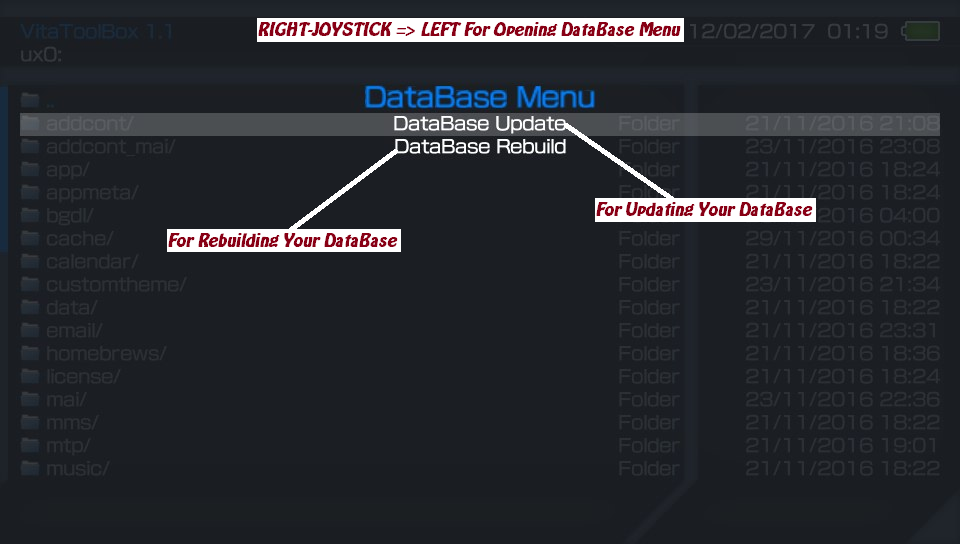 VitaToolBox 1.1
RIGHT-JOYSTICK => LEFT For Opening DataBase Menu
12/02/2017 01:19
ux0:
DataBase Menu
..
addcont/ DataBase Update Folder 21/11/2016 21:08
addcont_mai/ DataBase Rebuild Folder 23/11/2016 23:08
app/ Folder 21/11/2016 18:24
appmeta/ 21/11/2016 18:24
For Updating Your DataBase
bgdl/ 04:00
For Rebuilding Your DataBase
cache/ Folder 29/11/2016 00:34
calendar/ Folder 21/11/2016 18:22
customtheme/ Folder 23/11/2016 21:34
data/ Folder 21/11/2016 18:22
email/ Folder 21/11/2016 23:31
homebrews/ Folder 21/11/2016 18:36
license/ Folder 21/11/2016 18:24
mai/ Folder 23/11/2016 22:36
mms/ Folder 21/11/2016 18:22
mtp/ Folder 21/11/2016 19:01
music/ Folder 21/11/2016 18:22